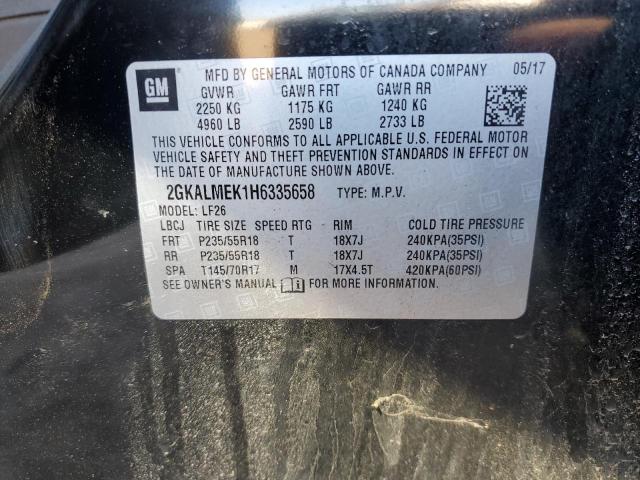 GM
MFD BY GENERAL MOTORS OF CANADA COMPANY 05/17
GVWR GAWR FRT GAWR RR
2250 KG 1175 KG 1240 KG
4960 LB 2590 LB 2733 LB
THIS VEHICLE CONFORMS TO ALL APPLICABLE U.S. FEDERAL MOTOR
VEHICLE SAFETY AND THEFT PREVENTION STANDARDS IN EFFECT ON
THE DATE OF MANUFACTURE SHOWN ABOVE.
2GKALMEK1H6335658 TYPE: M.P.V.
MODEL: LF26
LBCJ TIRE SIZE SPEED RTG RIM COLD TIRE PRESSURE
FRT P235/55R18 T 18X7J 240KPA(35PSI)
RR P235/55R18 T 18X7J 240KPA(35PSI)
SPA T145/70R17 M 17X4.5T 420KPA(60PSI)
SEE OWNER'S MANUAL FOR MORE INFORMATION.